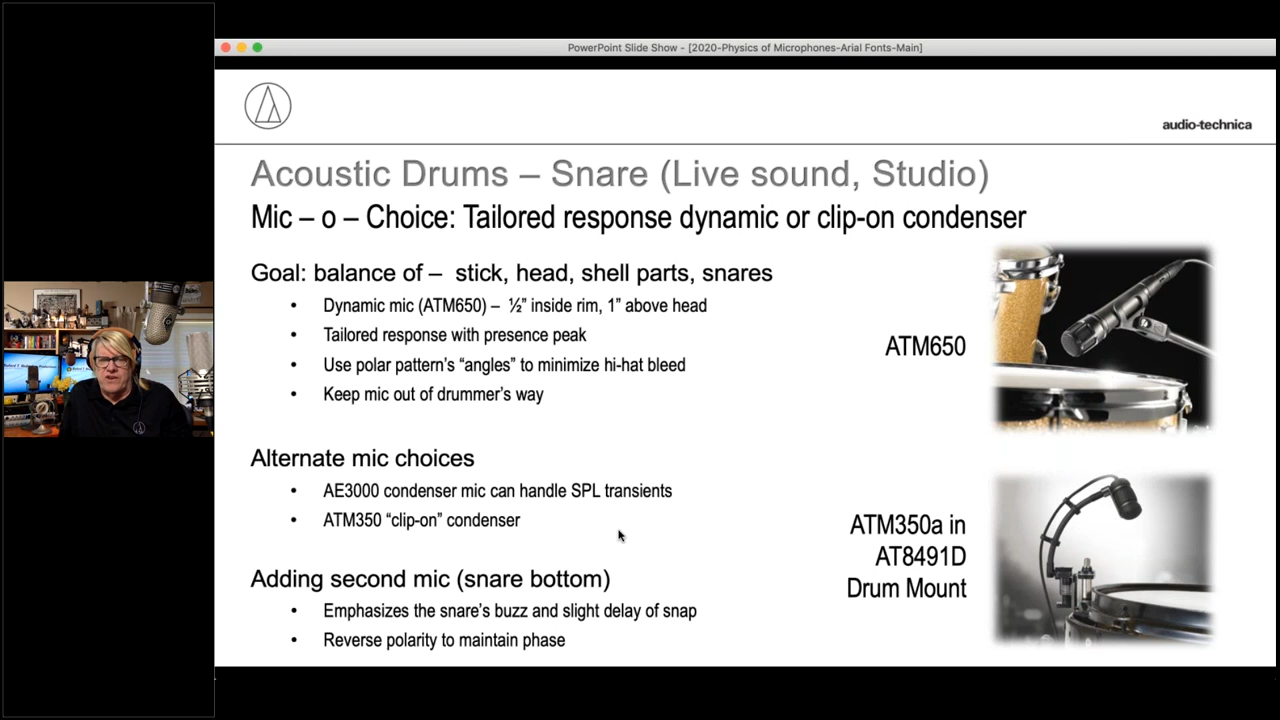 PowerPoint Slide Show - [2020-Physics of Microphones-Arial Fonts-Main]
audio-technica
Acoustic Drums – Snare (Live sound, Studio)
Mic – o – Choice: Tailored response dynamic or clip-on condenser
Goal: balance of – stick, head, shell parts, snares
• Dynamic mic (ATM650) – ½” inside rim, 1” above head
• Tailored response with presence peak
• Use polar pattern’s “angles” to minimize hi-hat bleed
• Keep mic out of drummer’s way
ATM650
Alternate mic choices
• AE3000 condenser mic can handle SPL transients
• ATM350 “clip-on” condenser
ATM350a in
AT8491D
Drum Mount
Adding second mic (snare bottom)
• Emphasizes the snare’s buzz and slight delay of snap
• Reverse polarity to maintain phase